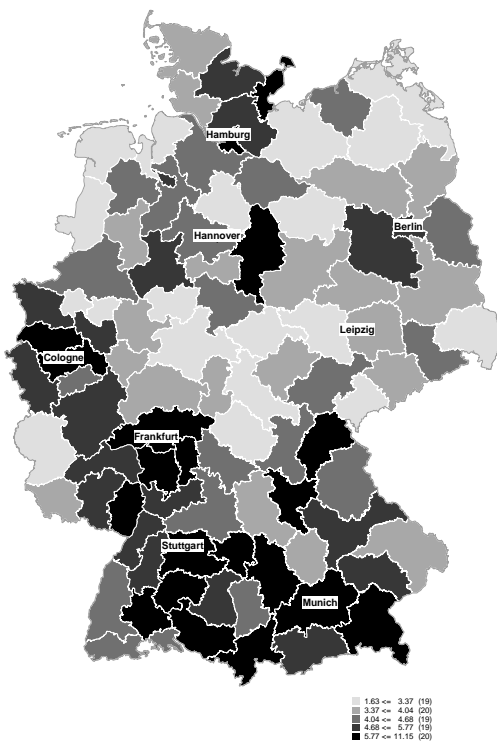 Hamburg
Berlin
Hannover
Leipzig
Cologne
Frankfurt
Stuttgart
Munich
1.63 <= 3.37 (19)
3.37 <= 4.04 (20)
4.04 <= 4.68 (19)
4.68 <= 5.77 (19)
5.77 <= 11.15 (20)